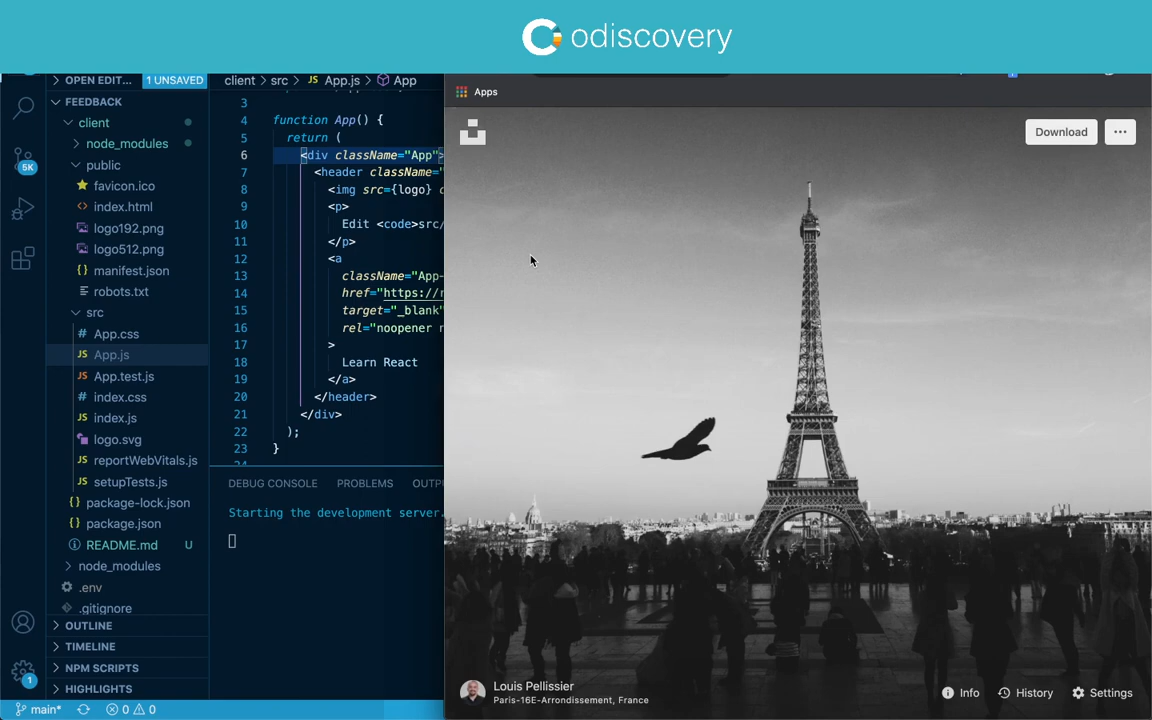 odiscovery
OPEN EDIT...
1 UNSAVED
FEEDBACK
client
node_modules
public
favicon.ico
index.html
logo192.png
logo512.png
manifest.json
robots.txt
src
App.css
App.js
App.test.js
index.css
index.js
logo.svg
reportWebVitals.js
setupTests.js
package-lock.json
package.json
README.md U
node_modules
.env
.gitignore
OUTLINE
TIMELINE
NPM SCRIPTS
HIGHLIGHTS
5K
1
main*
0 0
client > src > JS App.js > App
3
4 function App() {
5 return (
6 <div className="App">
7 <header className="
8 <img src={logo}
9 <p>
10 Edit <code>src/
11 </p>
12 <a
13 className="App-
14 href="https://r
15 target="_blank"
16 rel="noopener
17 >
18 Learn React
19 </a>
20 </header>
21 </div>
22 );
23 }
DEBUG CONSOLE PROBLEMS
Starting the development server.
Apps
Download
Louis Pellissier
Paris-16E-Arrondissement, France
Info
History
Settings